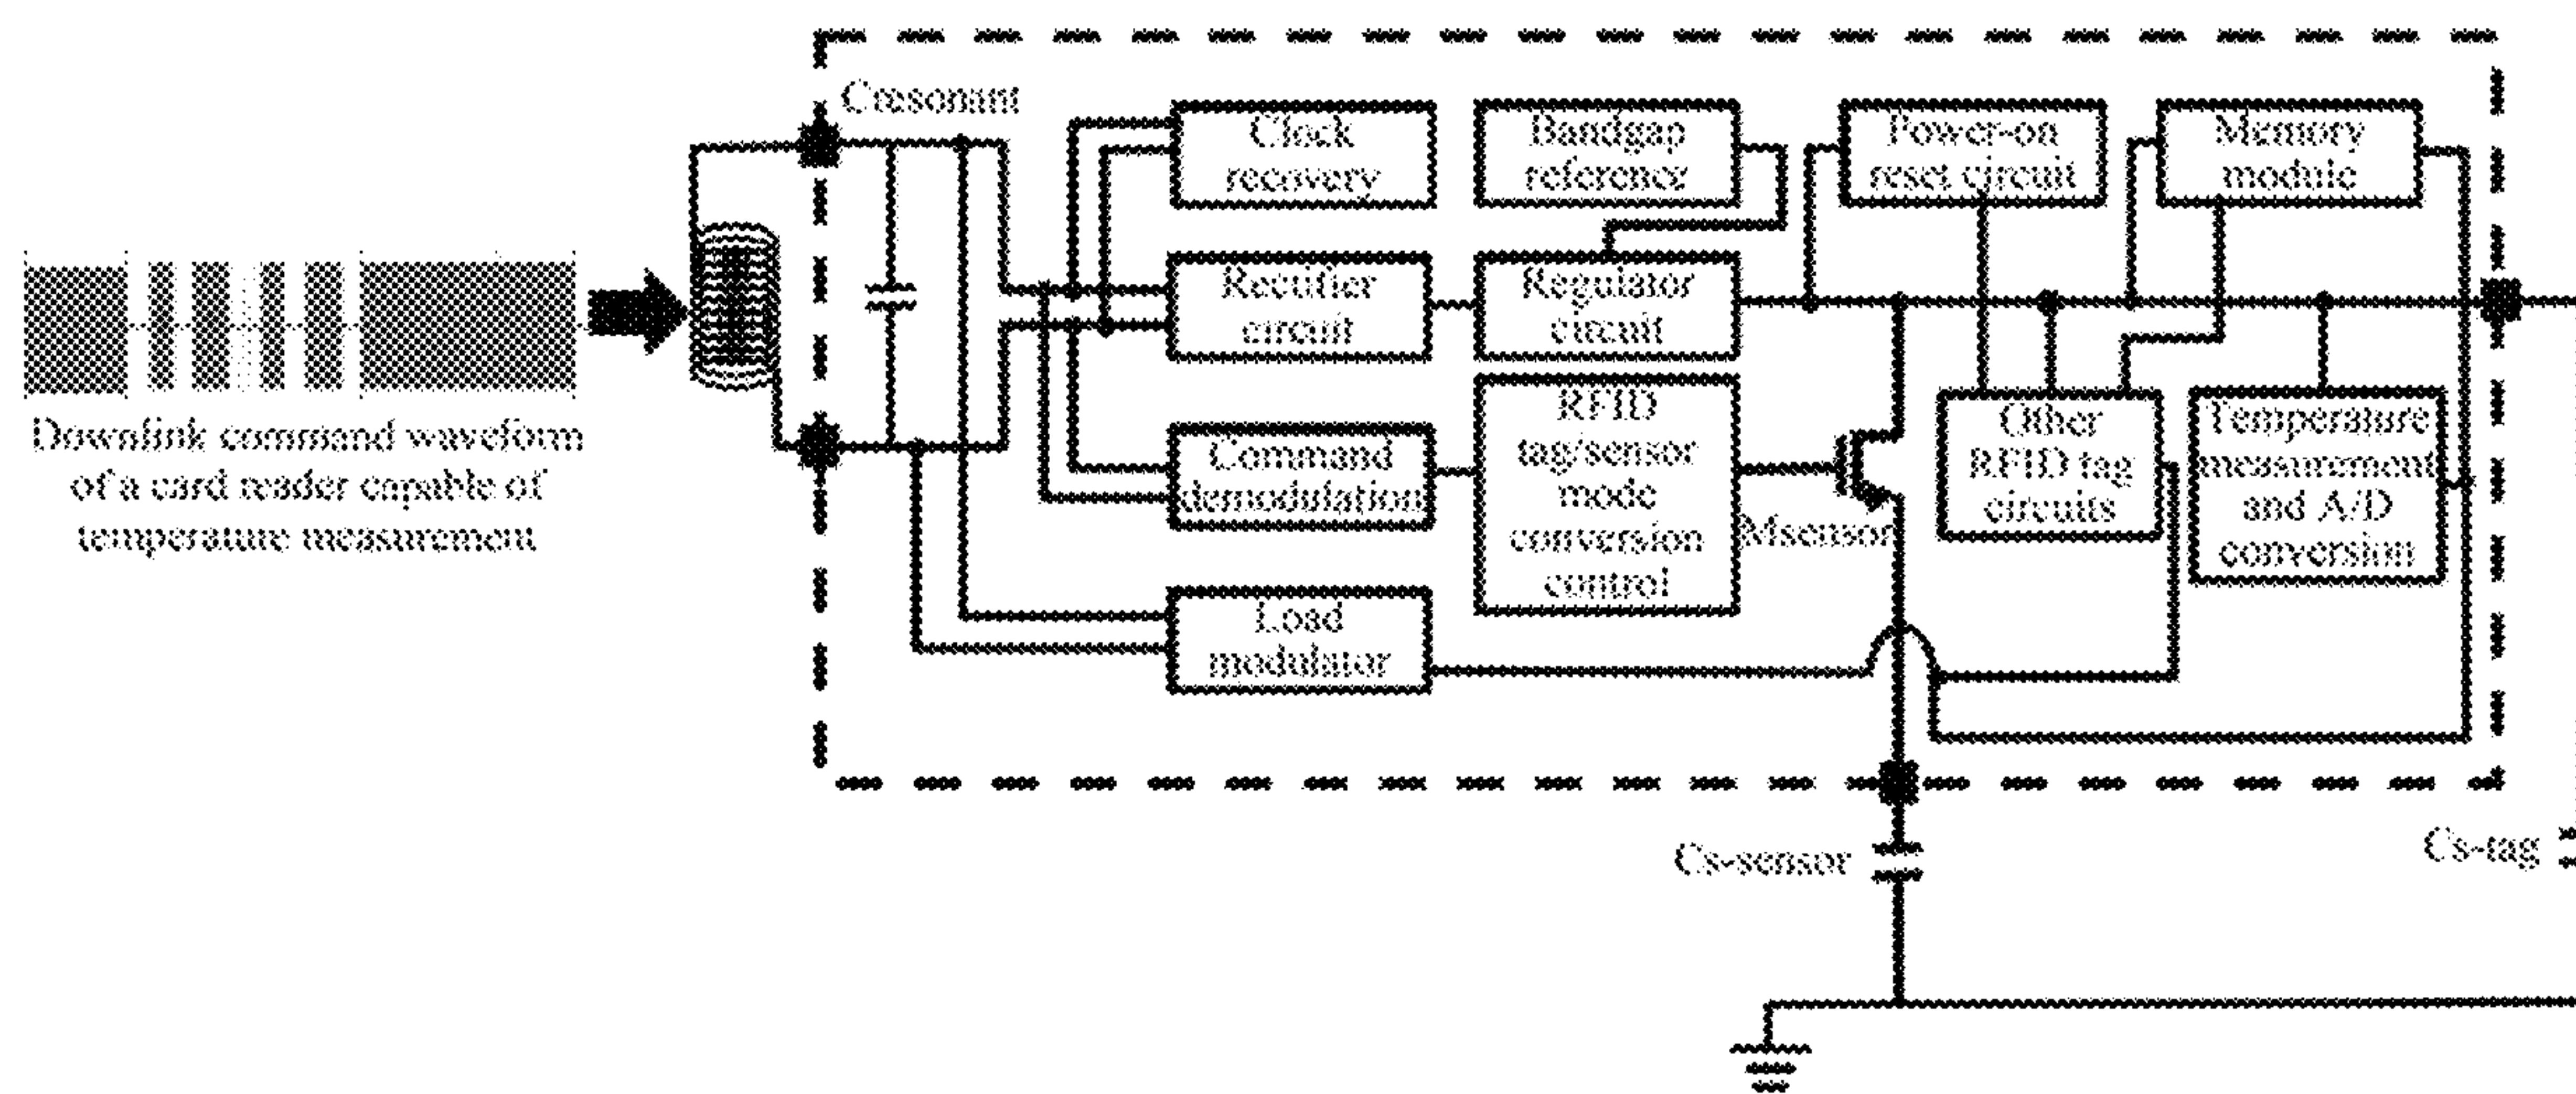 Cresonant
Clock
recovery
Bandgap
reference
Power-on
reset circuit
Memory
module
Rectifier
circuit
Regulator
circuit
Downlink command waveform
of a card reader capable of
temperature measurement
Command
demodulation
RFID
tag/sensor
mode
conversion
control
Msensor
Other
RFID tag
circuits
Temperature
measurement
and A/D
conversion
Load
modulator
Cs-sensor
Cs-tag